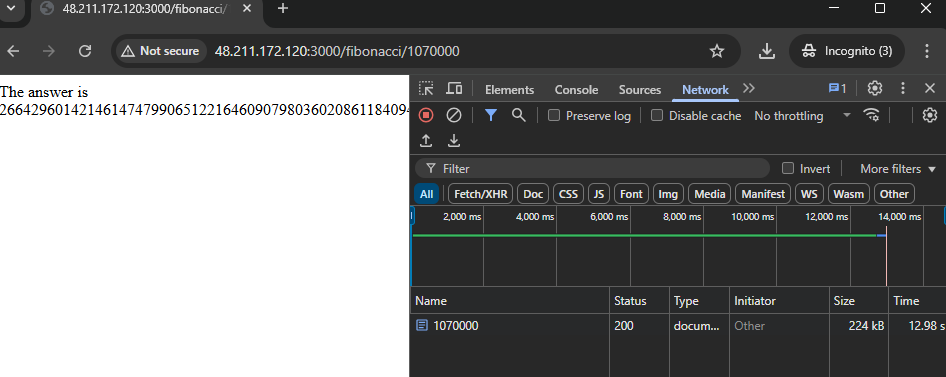 48.211.172.120:3000/fibonacci/
Not secure 48.211.172.120:3000/fibonacci/1070000 Incognito (3)
The answer is
2664296014214614747990651221646090798036020861184094
Elements Console Sources Network 1
Preserve log Disable cache No throttling
Filter Invert More filters
All Fetch/XHR Doc CSS JS Font Img Media Manifest WS Wasm Other
2,000 ms 4,000 ms 6,000 ms 8,000 ms 10,000 ms 12,000 ms 14,000 ms
Name Status Type Initiator Size Time
1070000 200 docum... Other 224 kB 12.98 s